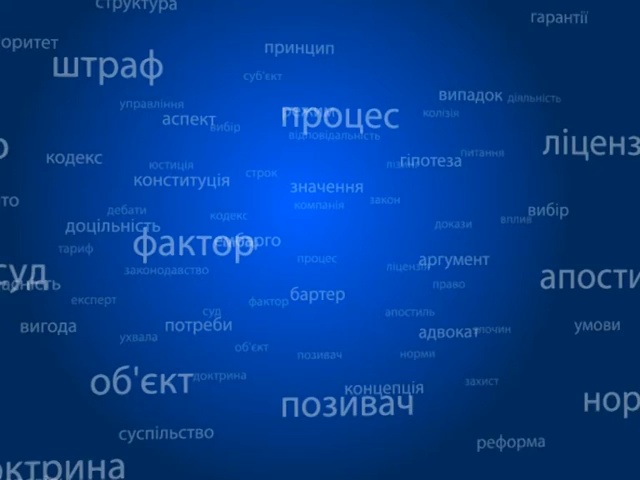 структура
гарантії
оритет
принцип
штраф
суб'єкт
випадок
діяльність
управління
процес
колізія
аспект
вибір
відповідальність
ліценз
питання
кодекс
юстиція
гіпотеза
строк
конституція
значення
закон
компанія
дебати
кодекс
вибір
вплив
доцільність
докази
фактор
ембарго
тариф
процес
аргумент
законодавство
ліцензія
суд
апости
право
експерт
бартер
фактор
суд
апостиль
вигода
потреби
умови
адвокат
ухвала
об'єкт
позивач
норми
об'єкт
доктрина
захист
концепція
позивач
нор
суспільство
реформа
октрина